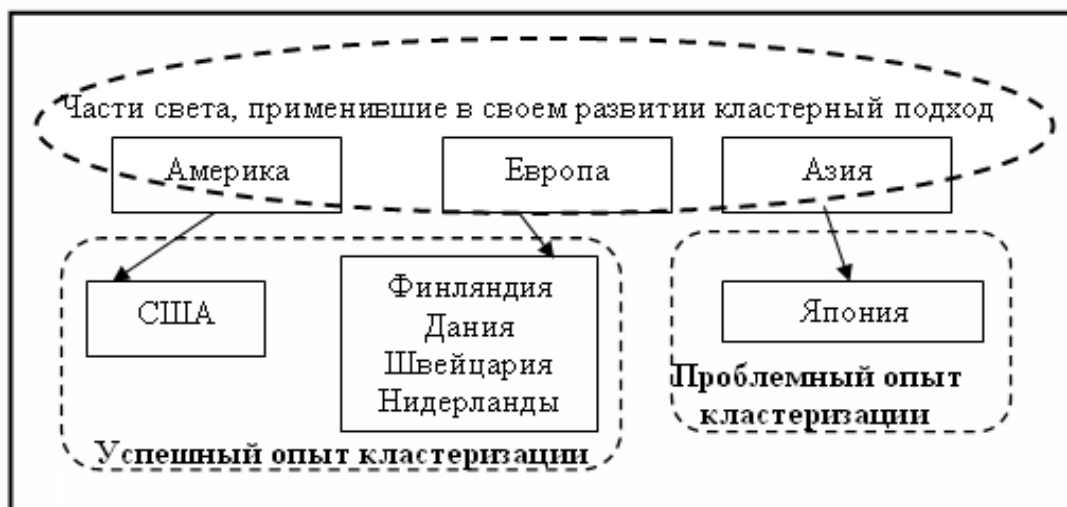 Части света, применившие в своем развитии кластерный подход
Америка
Европа
Азия
США
Финляндия
Дания
Швейцария
Нидерланды
Успешный опыт кластеризации
Япония
Проблемный опыт
кластеризации